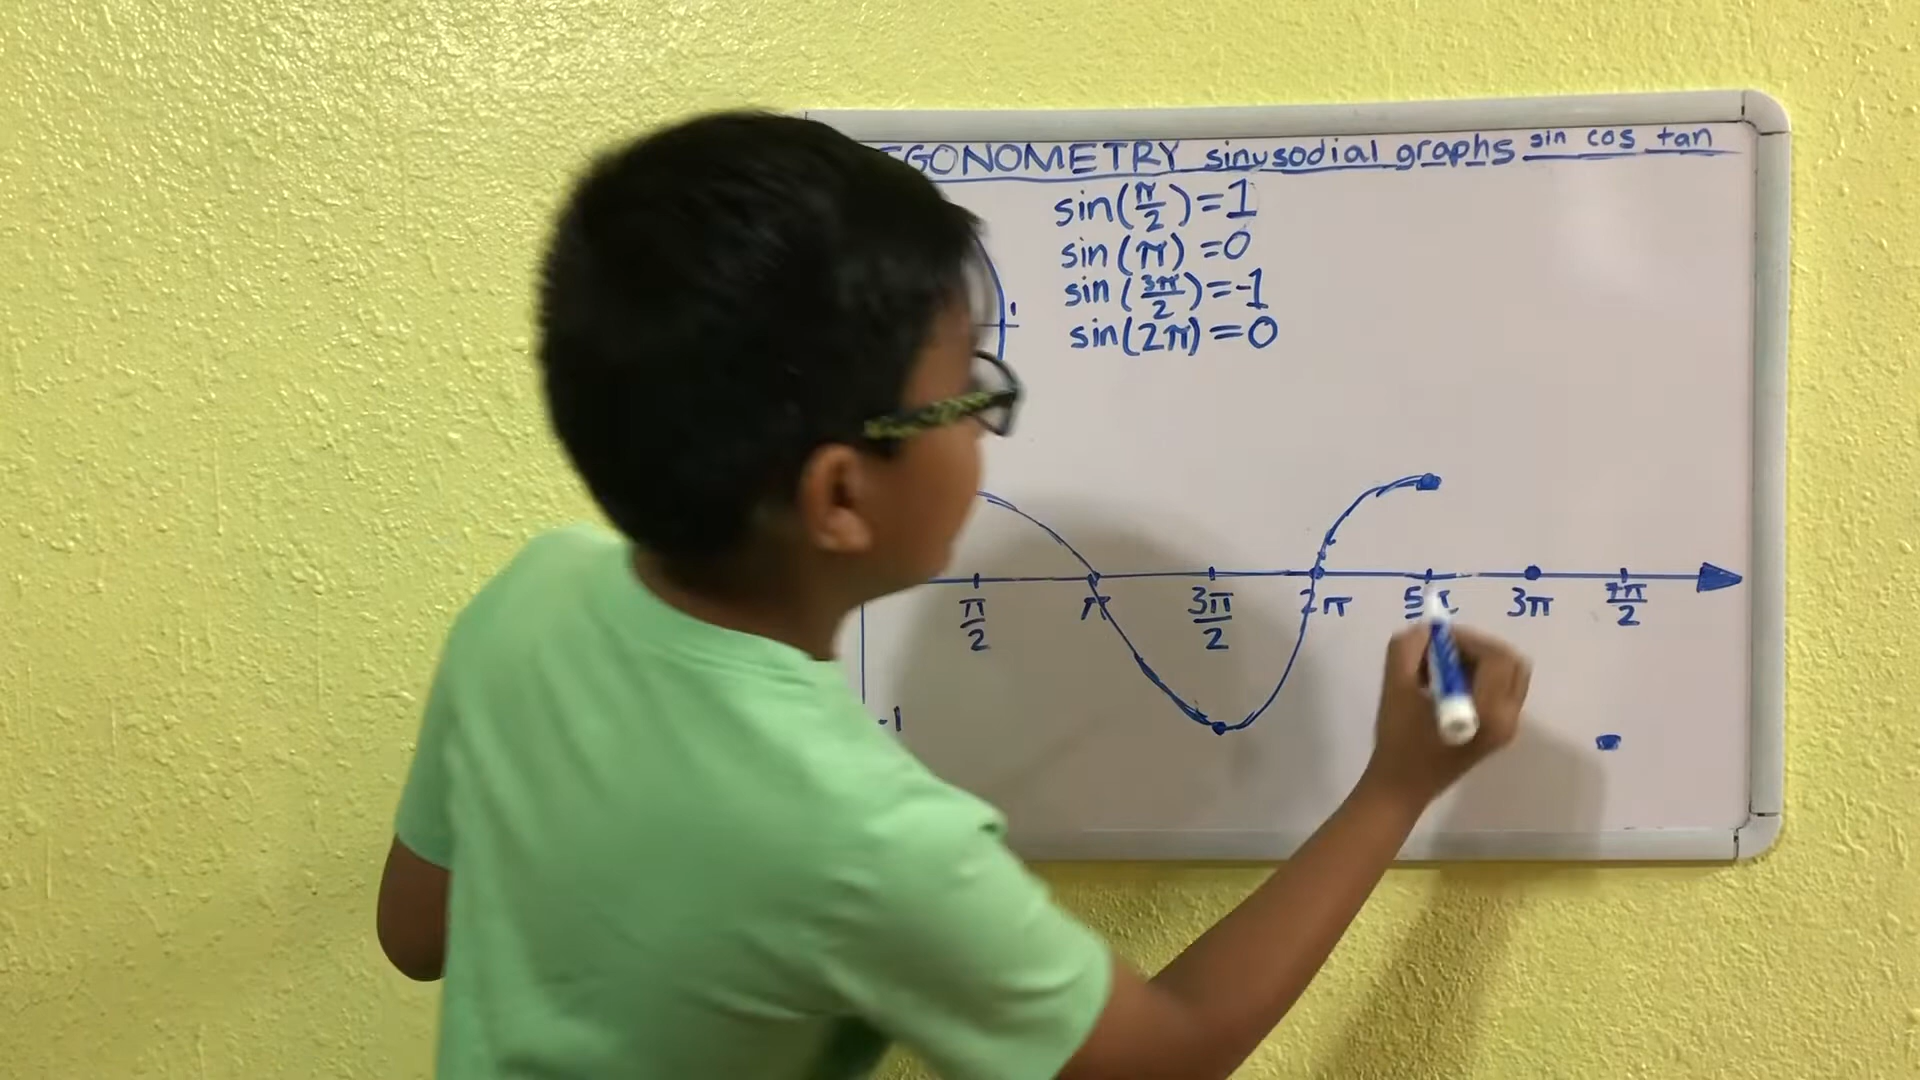 GONOMETRY sinusodial graphs sin cos tan
sin(π/2)=1
sin(π)=0
1
sin(3π/2)=-1
sin(2π)=0
π/2 π 3π/2 2π 5π 3π 7π/2
-1